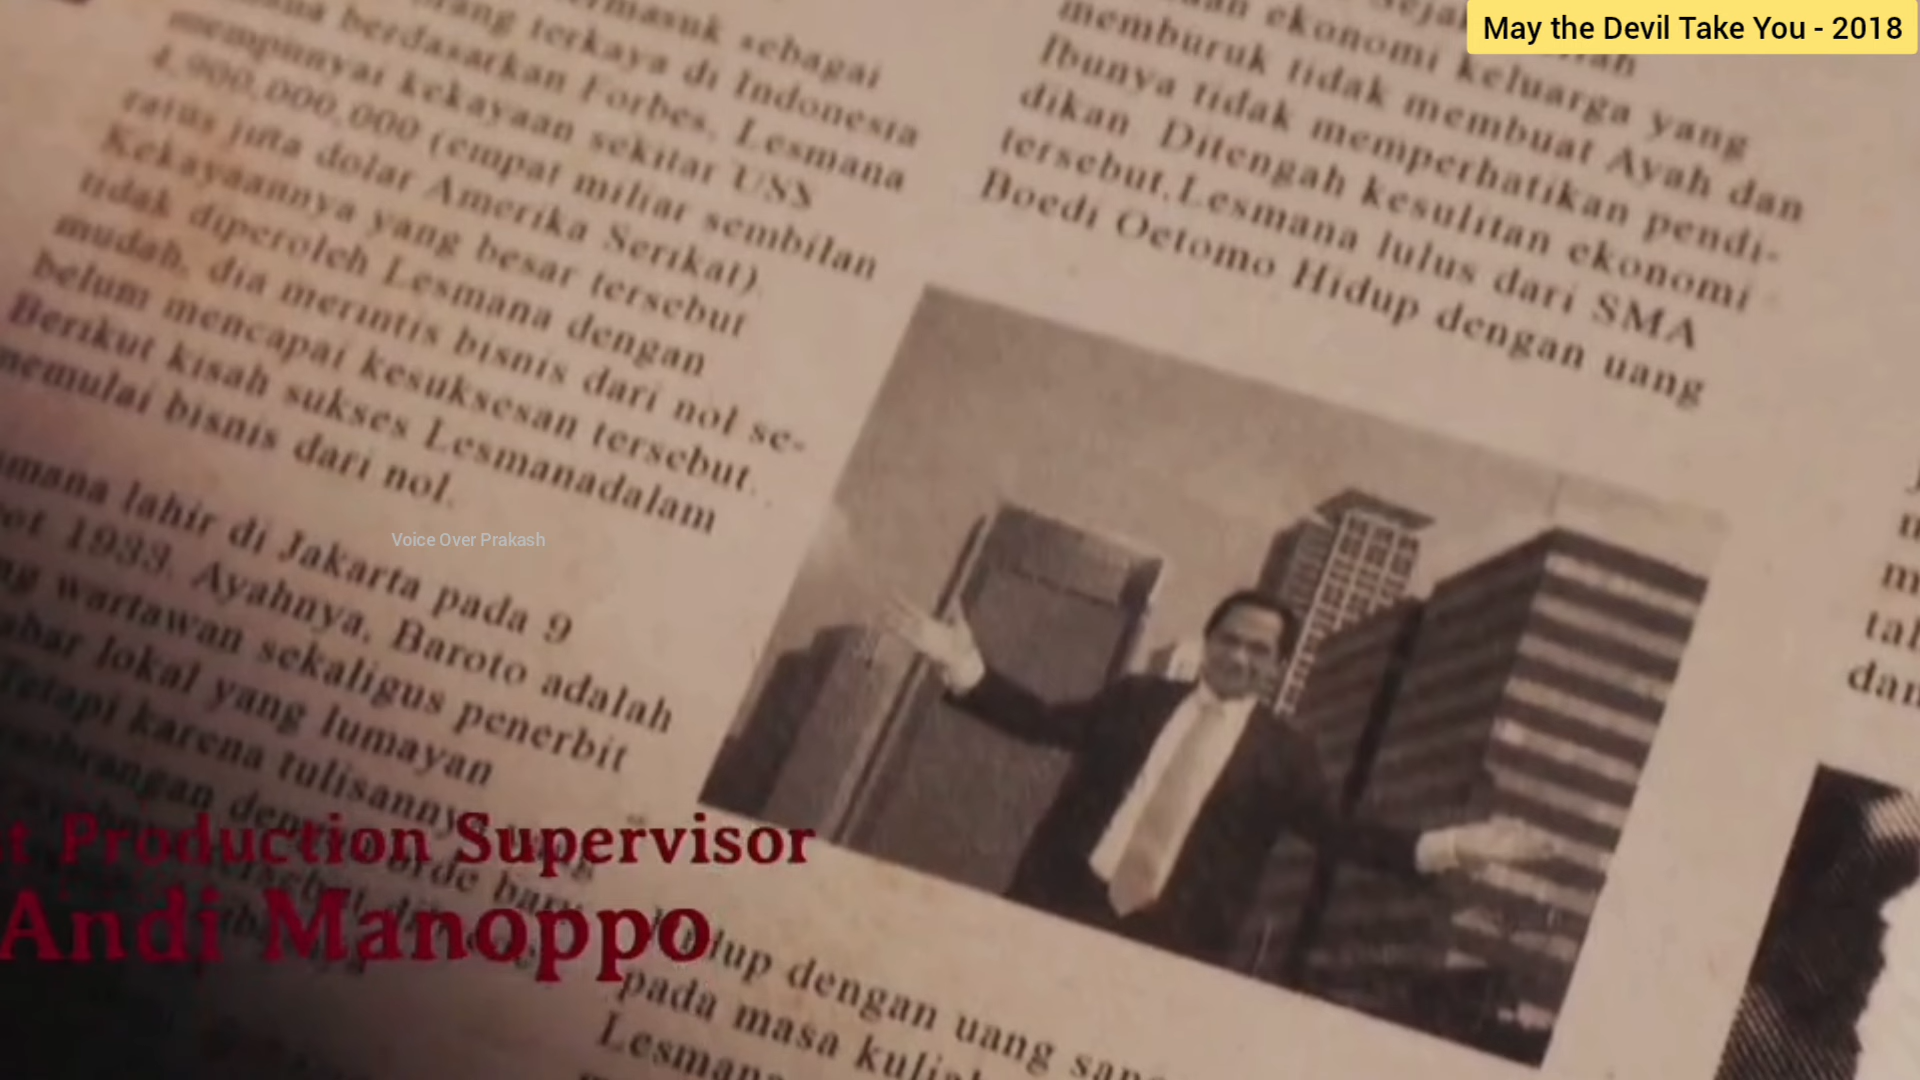 May the Devil Take You - 2018
termasuk sebagai
orang terkaya di Indonesia
berdasarkan Forbes. Lesmana
mempunyai kekayaan sekitar US$
4,900,000,000 (empat miliar sembilan
ratus juta dolar Amerika Serikat).
Kekayaannya yang besar tersebut
tidak diperoleh Lesmana dengan
mudah, dia merintis bisnis dari nol se-
belum mencapai kesuksesan tersebut.
Berikut kisah sukses Lesmanadalam
memulai bisnis dari nol.
lahir di Jakarta pada 9
1933. Ayahnya, Baroto adalah
wartawan sekaligus penerbit
lokal yang lumayan
Tetapi karena tulisannya
ekonomi keluarga yang
memburuk tidak membuat Ayah dan
Ibunya tidak memperhatikan pendi-
dikan. Ditengah kesulitan ekonomi
tersebut.Lesmana lulus dari SMA
Boedi Oetomo Hidup dengan uang
hidup dengan uang
pada masa kuliah
Lesmana
Voice Over Prakash
Production Supervisor
Andi Manoppo